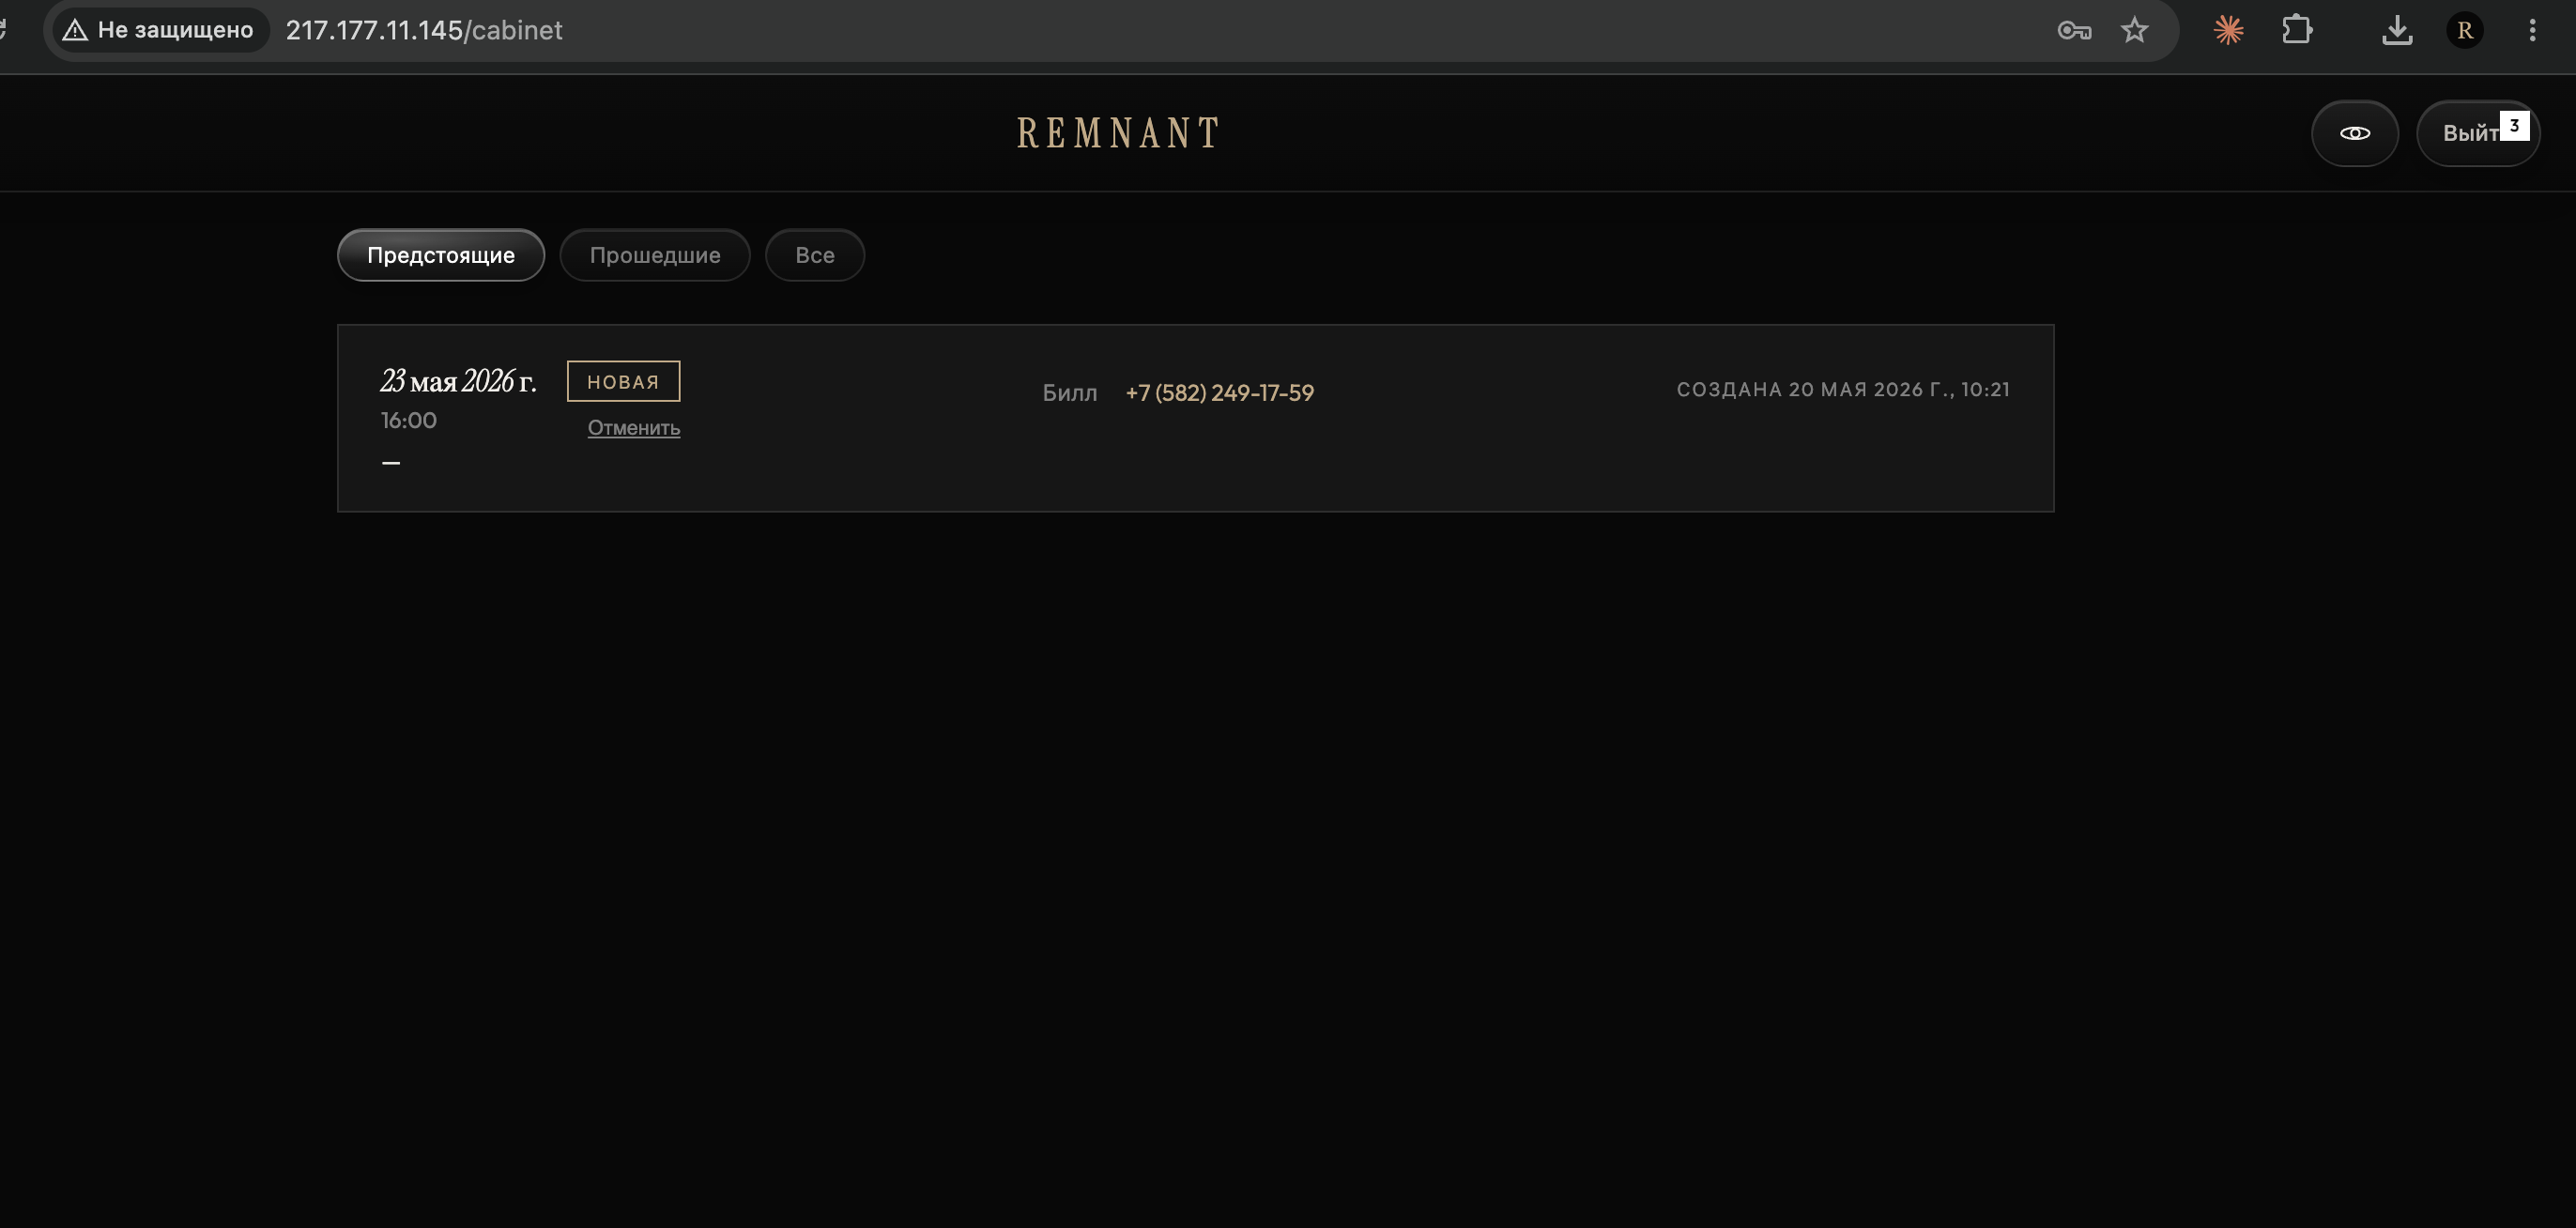 Не защищено 217.177.11.145/cabinet R
REMNANT
Выйт 3
Предстоящие Прошедшие Все
23 мая 2026 г. НОВАЯ Билл +7 (582) 249-17-59 СОЗДАНА 20 МАЯ 2026 Г., 10:21
16:00 Отменить
—